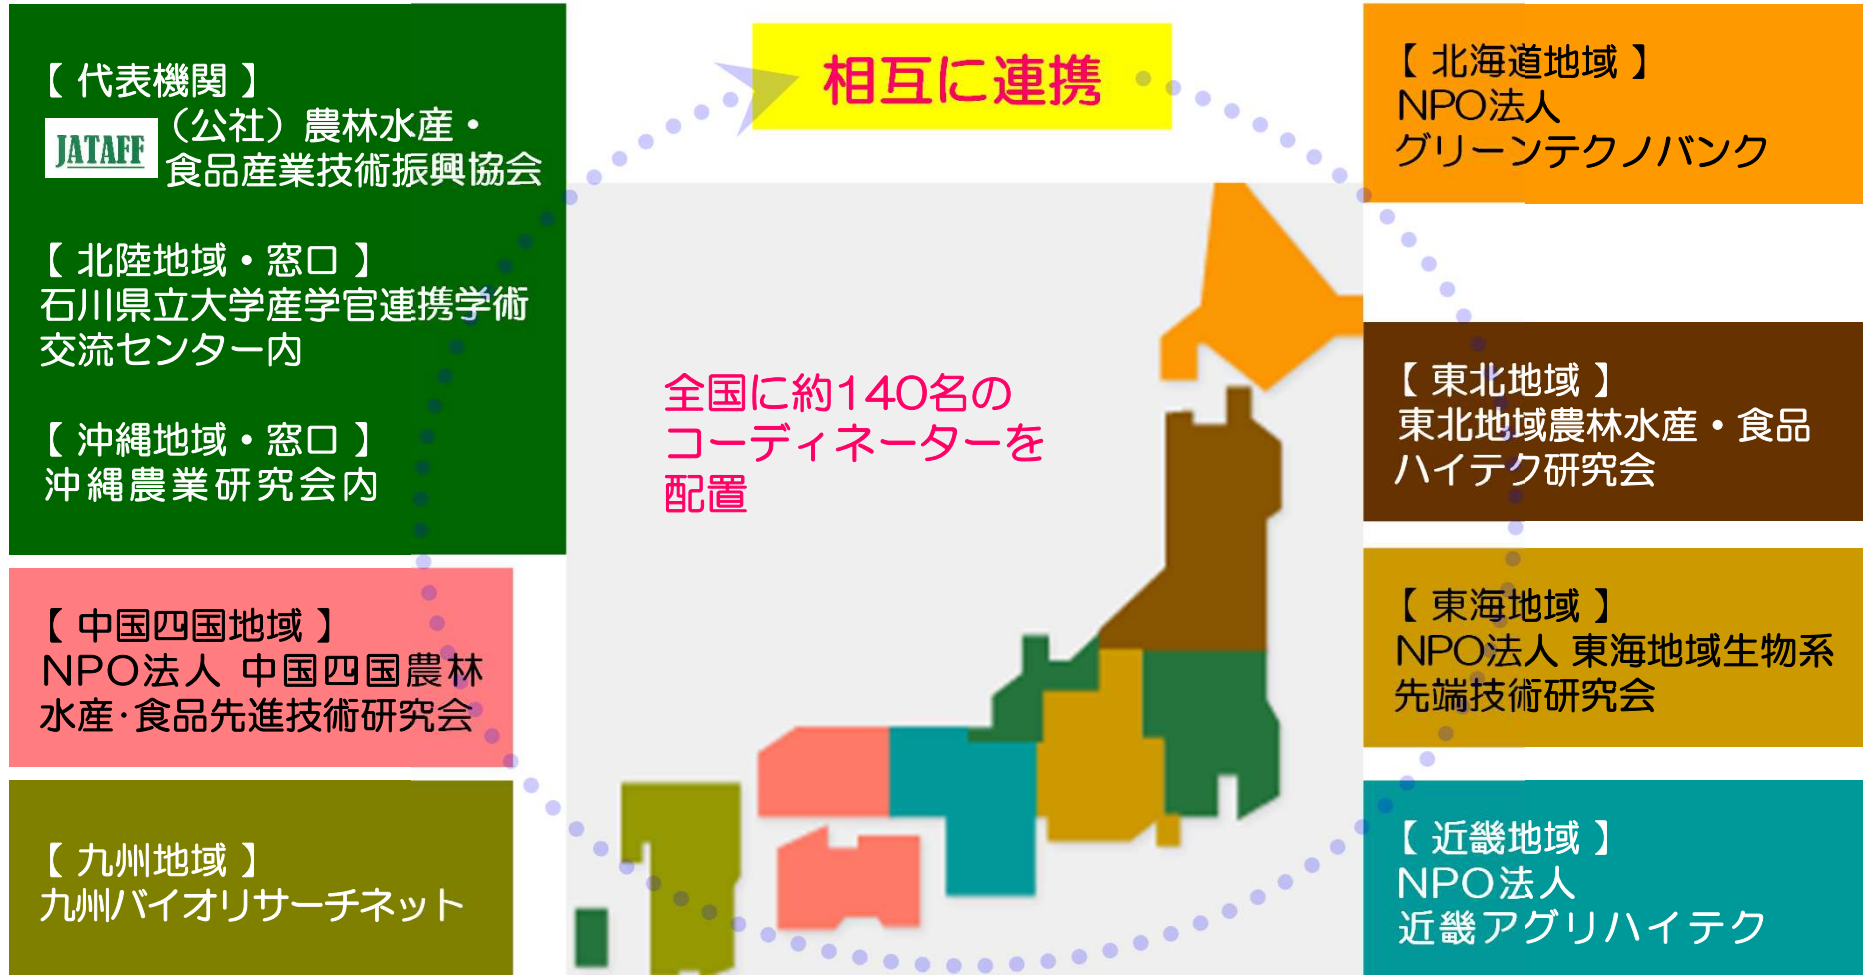 【 代表機関 】
JATAFF
（公社）農林水産・
食品産業技術振興協会
【 北陸地域・窓口 】
石川県立大学産学官連携学術
交流センター内
【 沖縄地域・窓口 】
沖縄農業研究会内
【 中国四国地域 】
NPO法人 中国四国農林
水産･食品先進技術研究会
【 九州地域 】
九州バイオリサーチネット
相互に連携
全国に約140名の
コーディネーターを
配置
【 北海道地域 】
NPO法人
グリーンテクノバンク
【 東北地域 】
東北地域農林水産・食品
ハイテク研究会
【 東海地域 】
NPO法人 東海地域生物系
先端技術研究会
【 近畿地域 】
NPO法人
近畿アグリハイテク